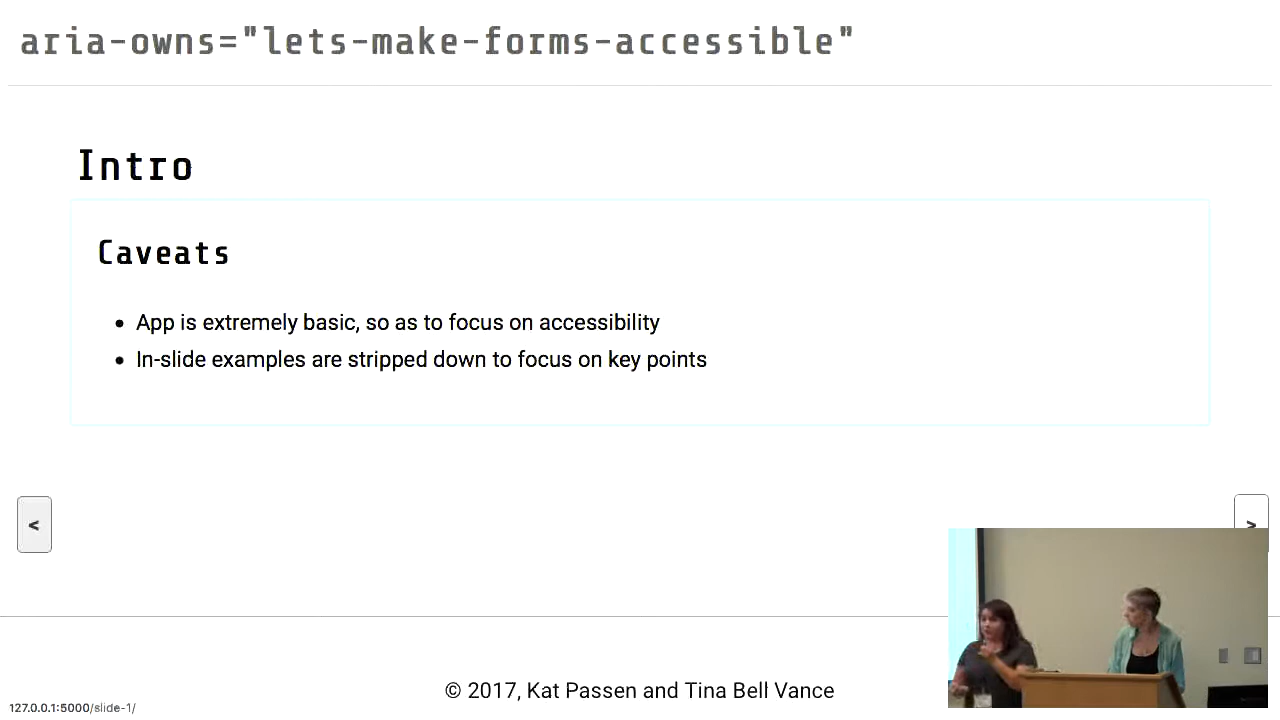 aria-owns="lets-make-forms-accessible"
Intro
Caveats
App is extremely basic, so as to focus on accessibility
In-slide examples are stripped down to focus on key points
<
>
© 2017, Kat Passen and Tina Bell Vance
127.0.0.1:5000/slide-1/